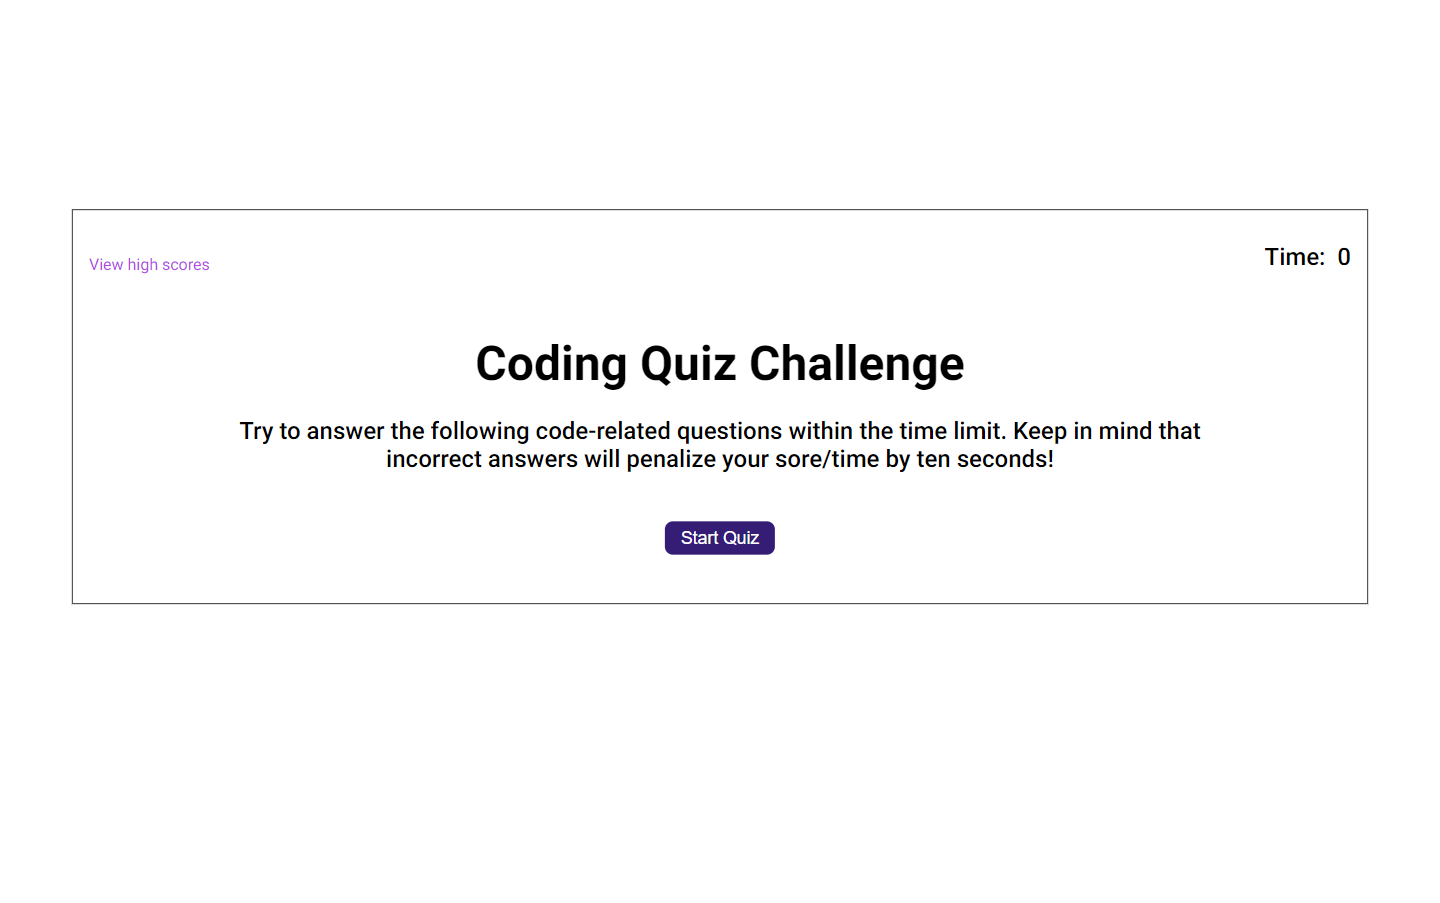 View high scores
Time: 0
Coding Quiz Challenge
Try to answer the following code-related questions within the time limit. Keep in mind that
incorrect answers will penalize your sore/time by ten seconds!
Start Quiz